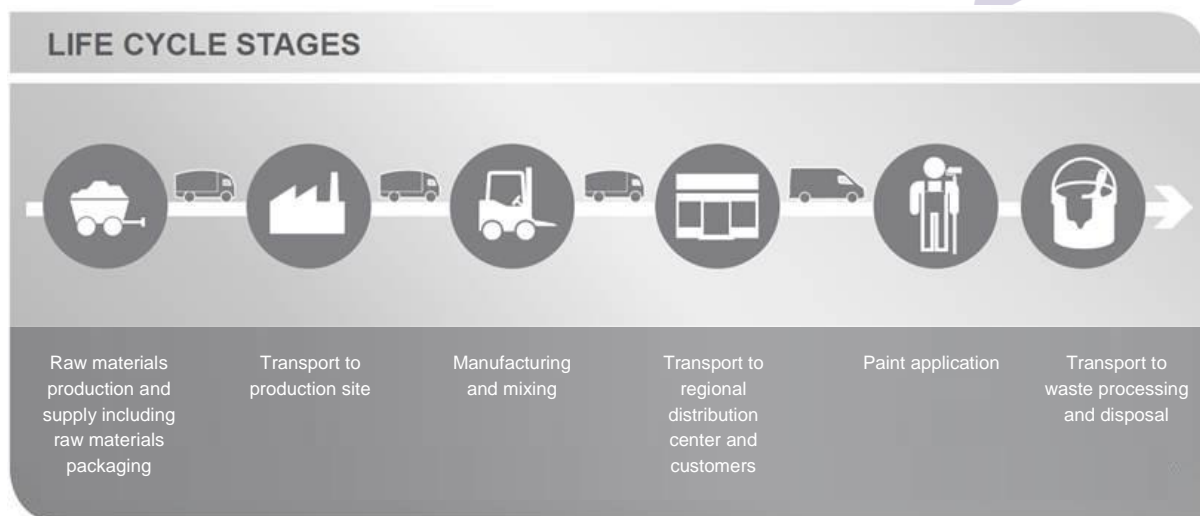 LIFE CYCLE STAGES
Raw materials
production and
supply including
raw materials
packaging
Transport to
production site
Manufacturing
and mixing
Transport to
regional
distribution
center and
customers
Paint application
Transport to
waste processing
and disposal